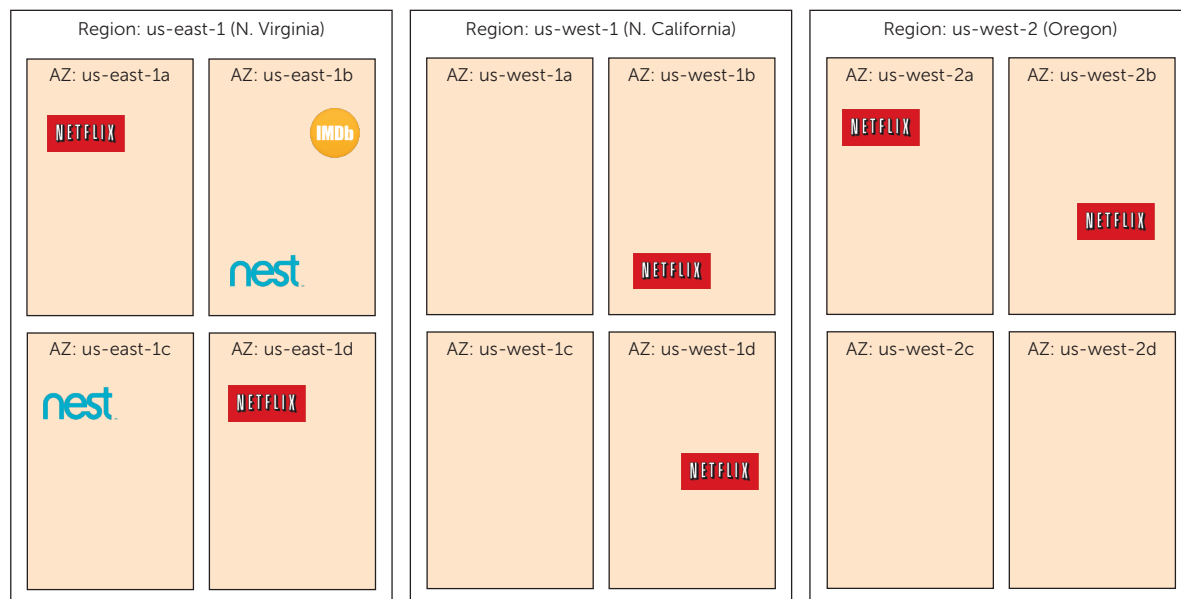 Region: us-east-1 (N. Virginia)
AZ: us-east-1a
NETFLIX
AZ: us-east-1b
IMDb
nest
AZ: us-east-1c
nest
AZ: us-east-1d
NETFLIX
Region: us-west-1 (N. California)
AZ: us-west-1a
AZ: us-west-1b
NETFLIX
AZ: us-west-1c
AZ: us-west-1d
NETFLIX
Region: us-west-2 (Oregon)
AZ: us-west-2a
NETFLIX
AZ: us-west-2b
NETFLIX
AZ: us-west-2c
AZ: us-west-2d